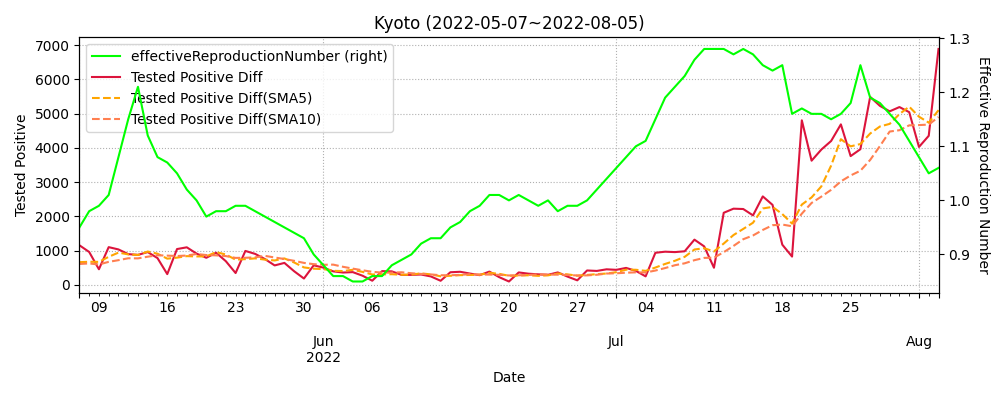 Kyoto (2022-05-07~2022-08-05)
effectiveReproductionNumber (right)
Tested Positive Diff
Tested Positive Diff(SMA5)
Tested Positive Diff(SMA10)
Tested Positive
7000
6000
5000
4000
3000
2000
1000
0
1.3
1.2
1.1
1.0
0.9
Effective Reproduction Number
09 16 23 30 06 13 20 27 04 11 18 25
Jun Jul Aug
2022
Date